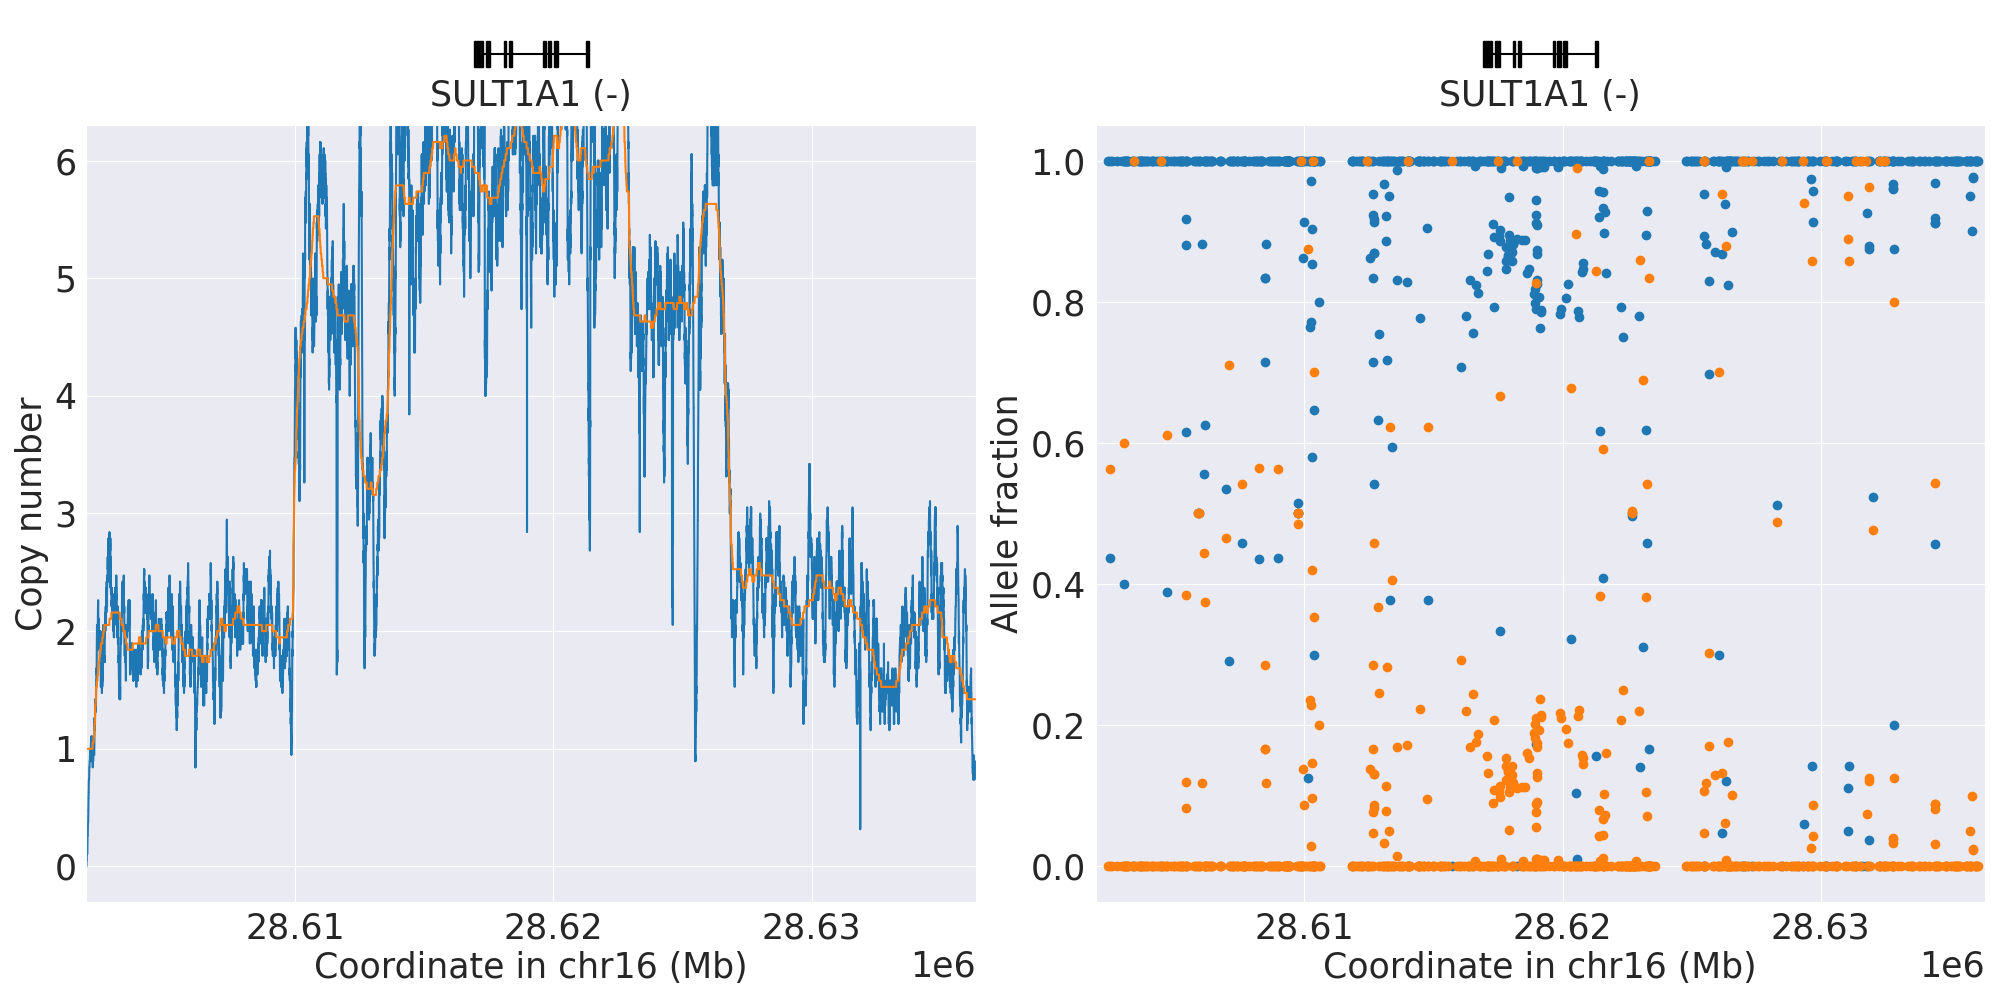 SULT1A1 (-)
Copy number
6
5
4
3
2
1
0
28.61
28.62
28.63
Coordinate in chr16 (Mb)
1e6
SULT1A1 (-)
Allele fraction
1.0
0.8
0.6
0.4
0.2
0.0
28.61
28.62
28.63
Coordinate in chr16 (Mb)
1e6